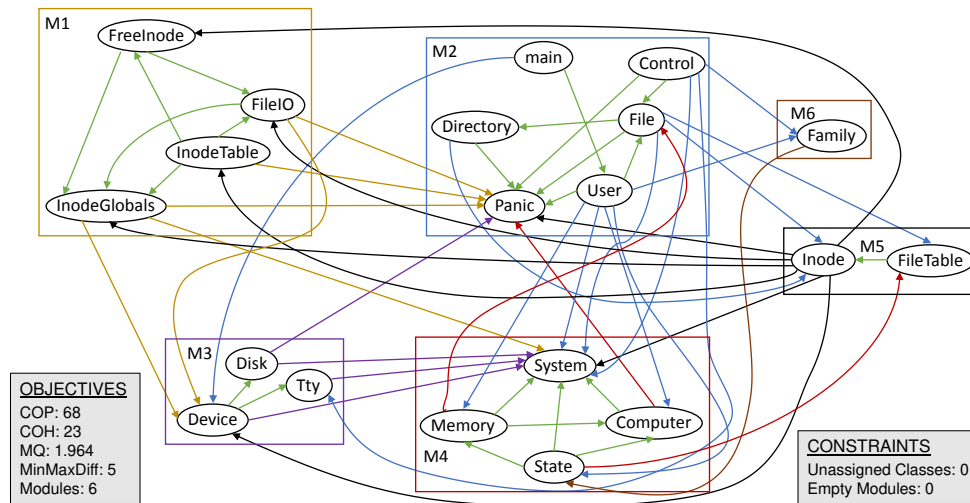 M1
FreeInode
FileIO
InodeTable
InodeGlobals
M2
main
Control
Directory
File
User
Panic
M6
Family
M5
Inode
FileTable
M3
Disk
Tty
Device
System
Memory
Computer
M4
State
OBJECTIVES
COP: 68
COH: 23
MQ: 1.964
MinMaxDiff: 5
Modules: 6
CONSTRAINTS
Unassigned Classes: 0
Empty Modules: 0